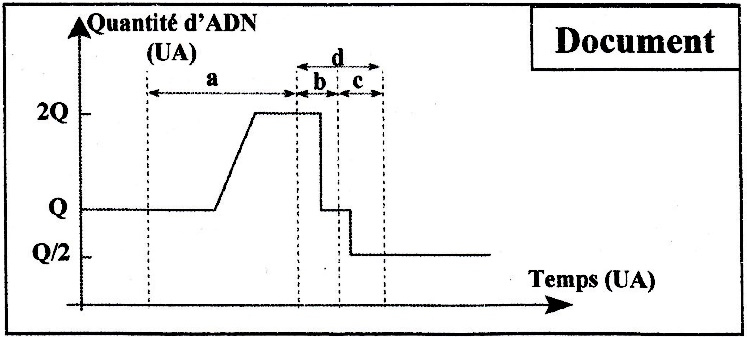 Quantité d'ADN
(UA)
Document
d
a
b
c
2Q
Q
Q/2
Temps (UA)